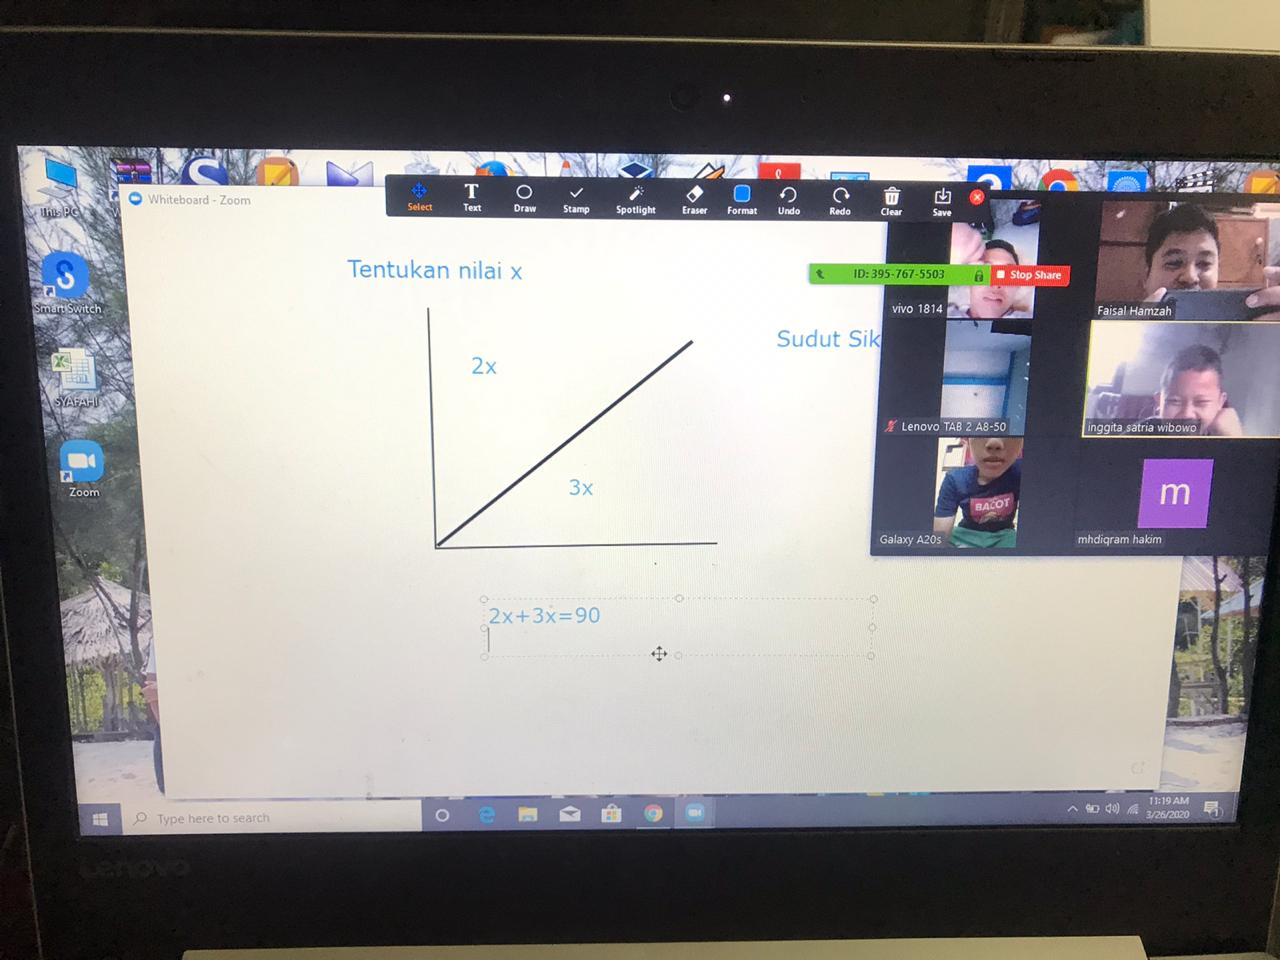 This PC
Whiteboard - Zoom
Select
Text
Draw
Stamp
Spotlight
Eraser
Format
Undo
Redo
Clear
Save
Tentukan nilai x
ID: 395-767-5503
Stop Share
vivo 1814
Faisal Hamzah
Smart Switch
2x
Sudut Sik
SYAFAHI
Lenovo TAB 2 A8-50
inggita satria wibowo
Zoom
3x
BACOT
m
Galaxy A20s
mhdiqram hakim
2x+3x=90
Type here to search
11:19 AM
3/26/2020
Lenovo